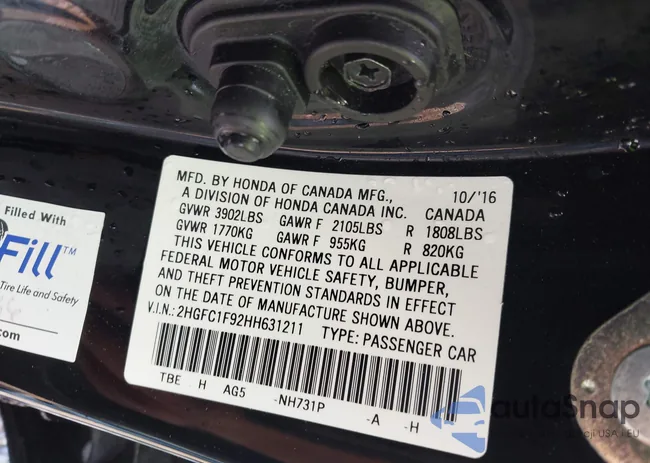 MFD. BY HONDA OF CANADA MFG., 10/'16
A DIVISION OF HONDA CANADA INC. CANADA
GVWR 3902LBS GAWR F 2105LBS R 1808LBS
GVWR 1770KG GAWR F 955KG R 820KG
THIS VEHICLE CONFORMS TO ALL APPLICABLE
FEDERAL MOTOR VEHICLE SAFETY, BUMPER,
AND THEFT PREVENTION STANDARDS IN EFFECT
ON THE DATE OF MANUFACTURE SHOWN ABOVE.
V.I.N.: 2HGFC1F92HH631211 TYPE: PASSENGER CAR
TBE H AG5 -NH731P -A -H
Filled With
Fill™
Tire Life and Safety
.com
autoSnap
USA / EU